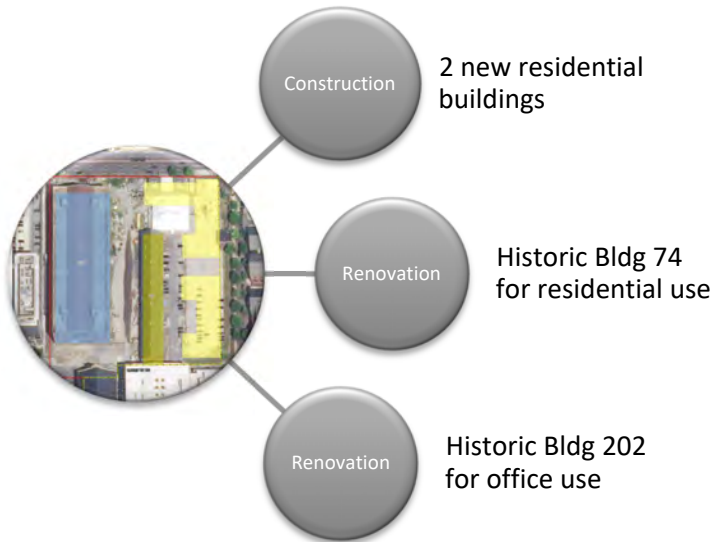 Construction
2 new residential
buildings
Renovation
Historic Bldg 74
for residential use
Renovation
Historic Bldg 202
for office use